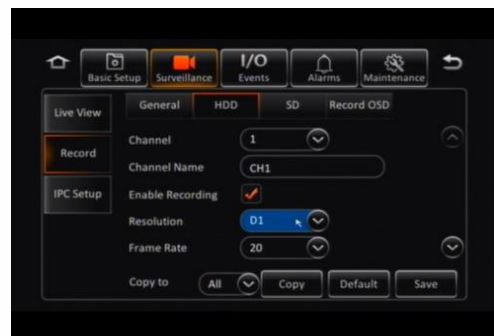 Basic Setup
Surveillance
I/O
Events
Alarms
Maintenance
Live View
Record
IPC Setup
General
HDD
SD
Record OSD
Channel
1
Channel Name
CH1
Enable Recording
Resolution
D1
Frame Rate
20
Copy to
All
Copy
Default
Save